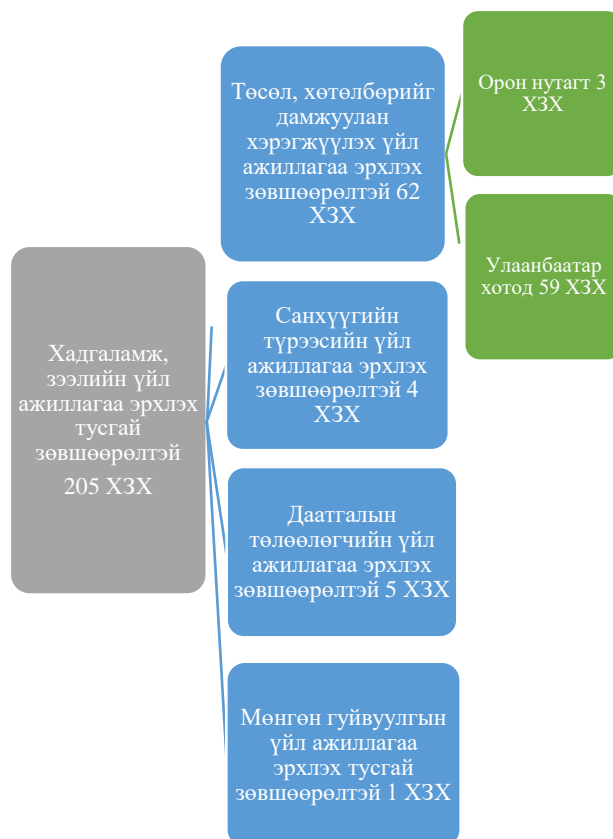 Хадгаламж,
зээлийн үйл
ажиллагаа эрхлэх
тусгай
зөвшөөрөлтэй
205 ХЗХ
Төсөл, хөтөлбөрийг
дамжуулан
хэрэгжүүлэх үйл
ажиллагаа эрхлэх
зөвшөөрөлтэй 62
ХЗХ
Орон нутагт 3
ХЗХ
Улаанбаатар
хотод 59 ХЗХ
Санхүүгийн
түрээсийн үйл
ажиллагаа эрхлэх
зөвшөөрөлтэй 4
ХЗХ
Даатгалын
төлөөлөгчийн үйл
ажиллагаа эрхлэх
зөвшөөрөлтэй 5 ХЗХ
Мөнгөн гуйвуулгын
үйл ажиллагаа
эрхлэх тусгай
зөвшөөрөлтэй 1 ХЗХ